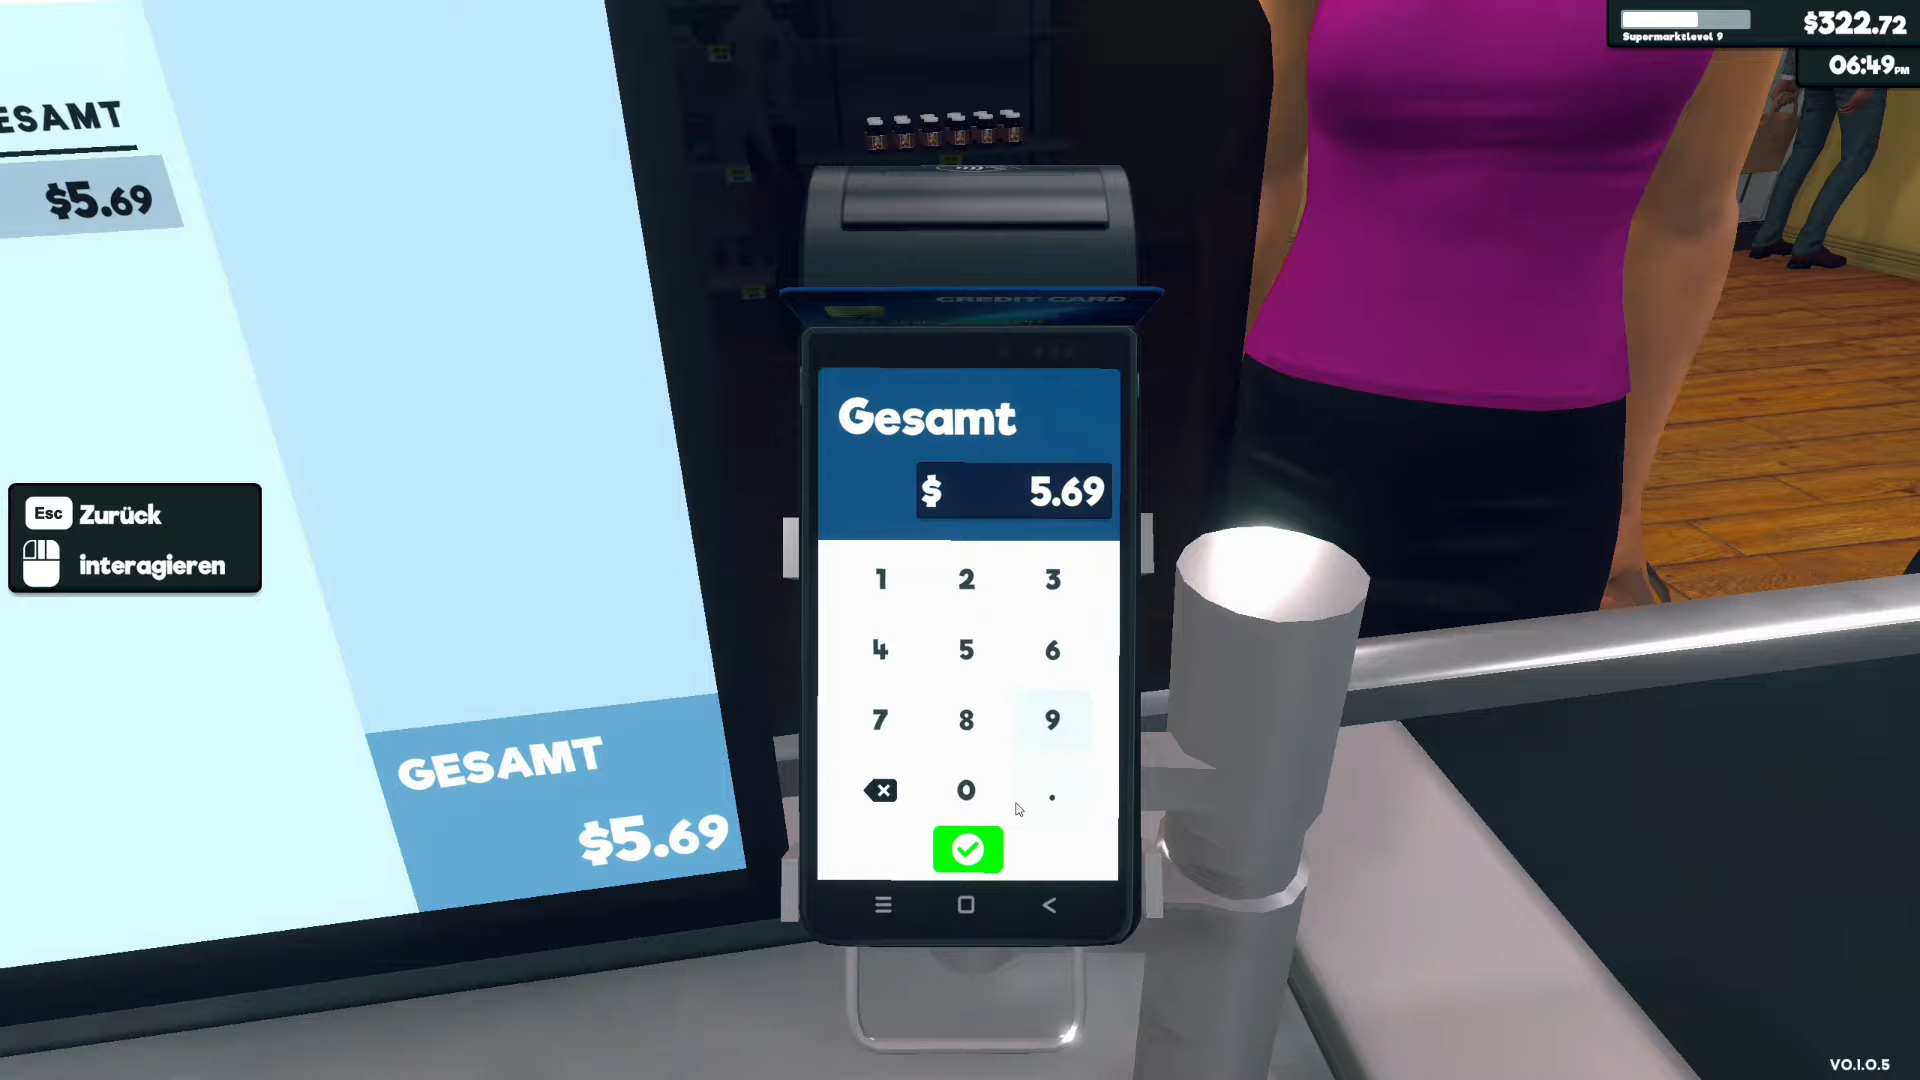 $322.72
Supermarktlevel 9
06:49PM
ESAMT
$5.69
CREDIT CARD
Gesamt
$ 5.69
Esc Zurück
interagieren
1 2 3
4 5 6
7 8 9
0 .
GESAMT
$5.69
V0.1.0.5